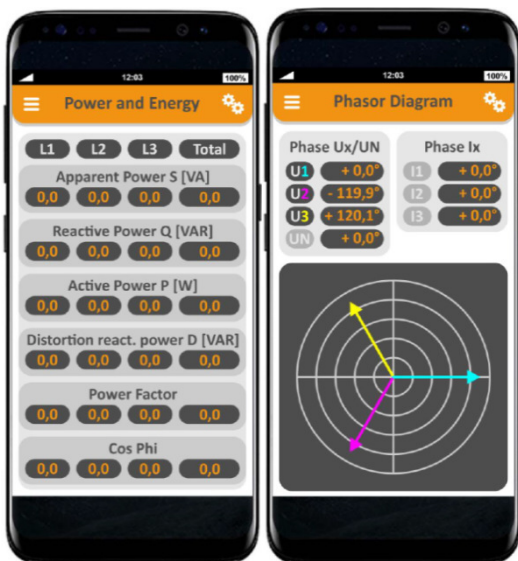 12:03
100%
Power and Energy
L1 L2 L3 Total
Apparent Power S [VA]
0,0 0,0 0,0 0,0
Reactive Power Q [VAR]
0,0 0,0 0,0 0,0
Active Power P [W]
0,0 0,0 0,0 0,0
Distortion react. power D [VAR]
0,0 0,0 0,0 0,0
Power Factor
0,0 0,0 0,0 0,0
Cos Phi
0,0 0,0 0,0 0,0
12:03
100%
Phasor Diagram
Phase Ux/UN
U1 + 0,0°
U2 - 119,9°
U3 + 120,1°
UN + 0,0°
Phase Ix
I1 + 0,0°
I2 + 0,0°
I3 + 0,0°